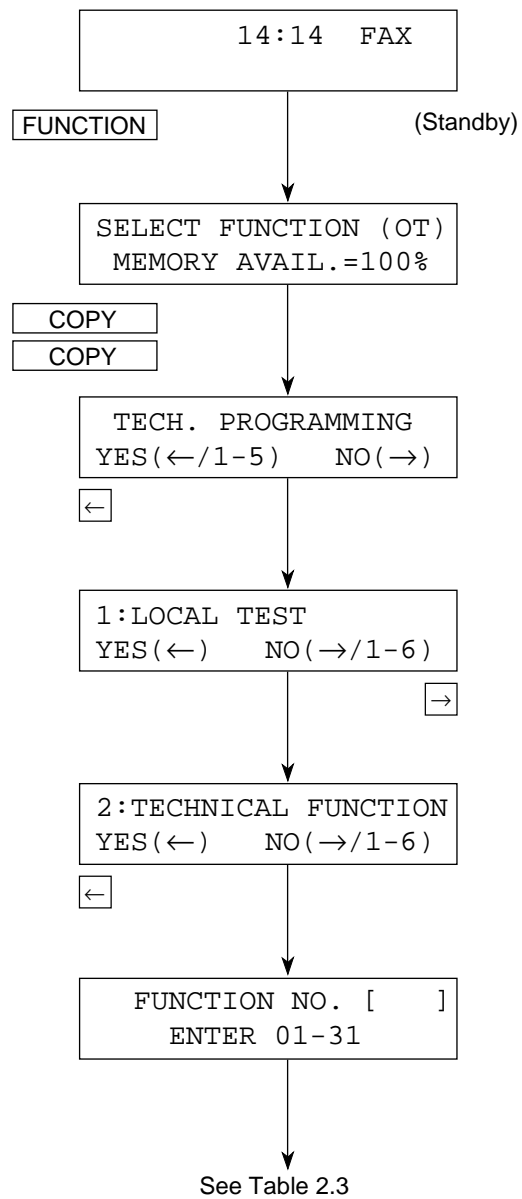 14:14 FAX
FUNCTION
(Standby)
SELECT FUNCTION (OT)
MEMORY AVAIL.=100%
COPY
COPY
TECH. PROGRAMMING
YES(←/1-5) NO(→)
←
1:LOCAL TEST
YES(←) NO(→/1-6)
→
2:TECHNICAL FUNCTION
YES(←) NO(→/1-6)
←
FUNCTION NO. [ ]
ENTER 01-31
See Table 2.3